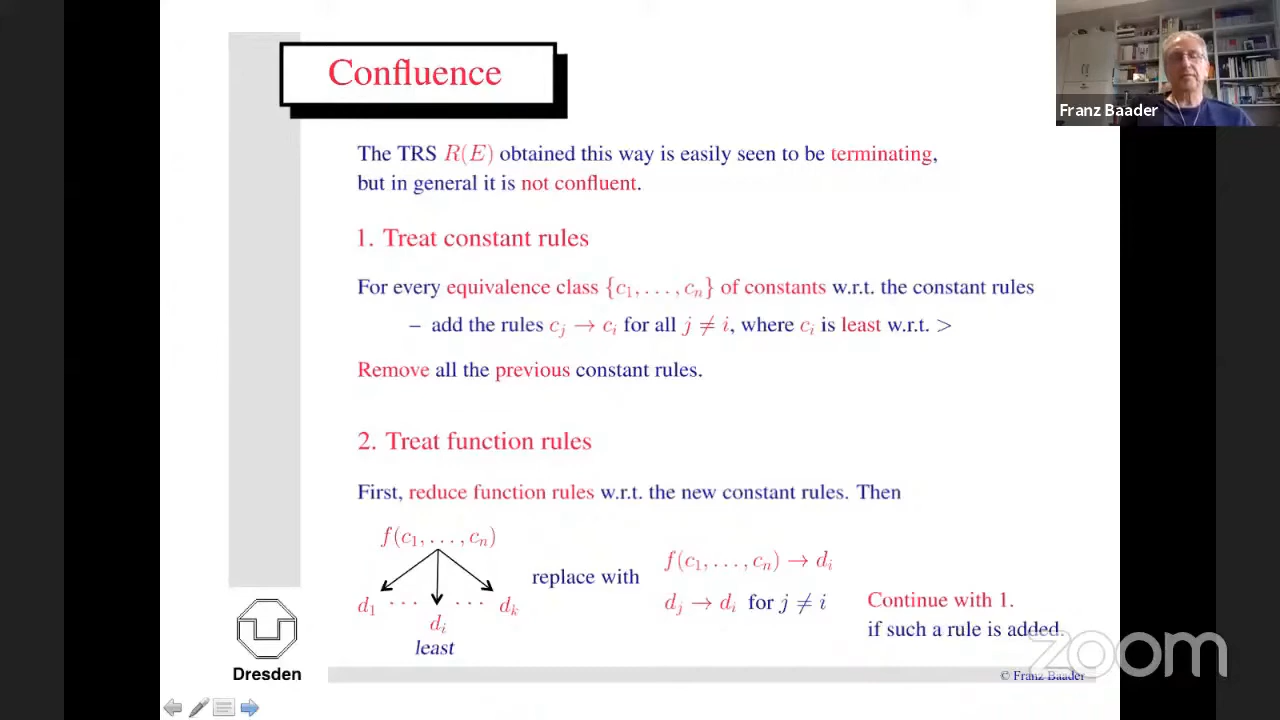 Confluence
Franz Baader
The TRS R(E) obtained this way is easily seen to be terminating,
but in general it is not confluent.
1. Treat constant rules
For every equivalence class {c₁, . . . , cₙ} of constants w.r.t. the constant rules
– add the rules cⱼ → cᵢ for all j ≠ i, where cᵢ is least w.r.t. >
Remove all the previous constant rules.
2. Treat function rules
First, reduce function rules w.r.t. the new constant rules. Then
f(c₁, . . . , cₙ)
d₁ · · · dᵢ · · · dₖ
least
replace with
f(c₁, . . . , cₙ) → dᵢ
dⱼ → dᵢ for j ≠ i
Continue with 1.
if such a rule is added.
Dresden
© Franz Baader
zoom